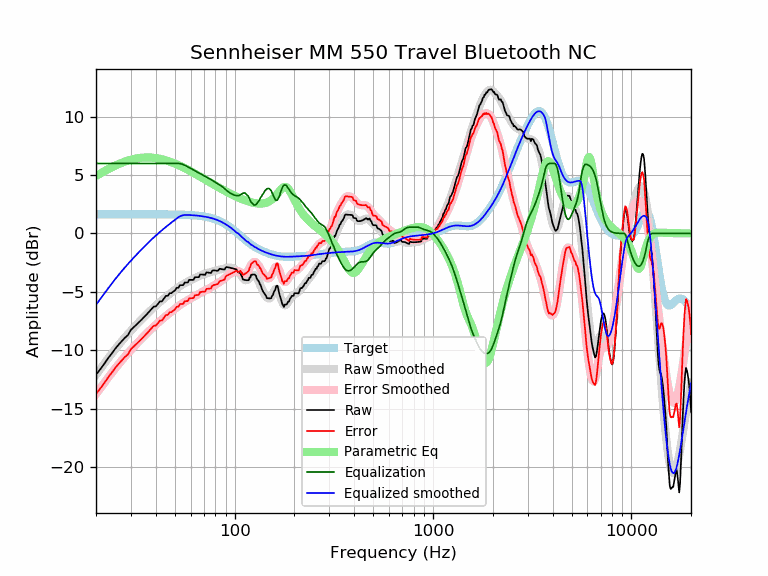 Sennheiser MM 550 Travel Bluetooth NC
10
5
0
−5
−10
−15
−20
Amplitude (dBr)
Target
Raw Smoothed
Error Smoothed
Raw
Error
Parametric Eq
Equalization
Equalized smoothed
100 1000 10000
Frequency (Hz)